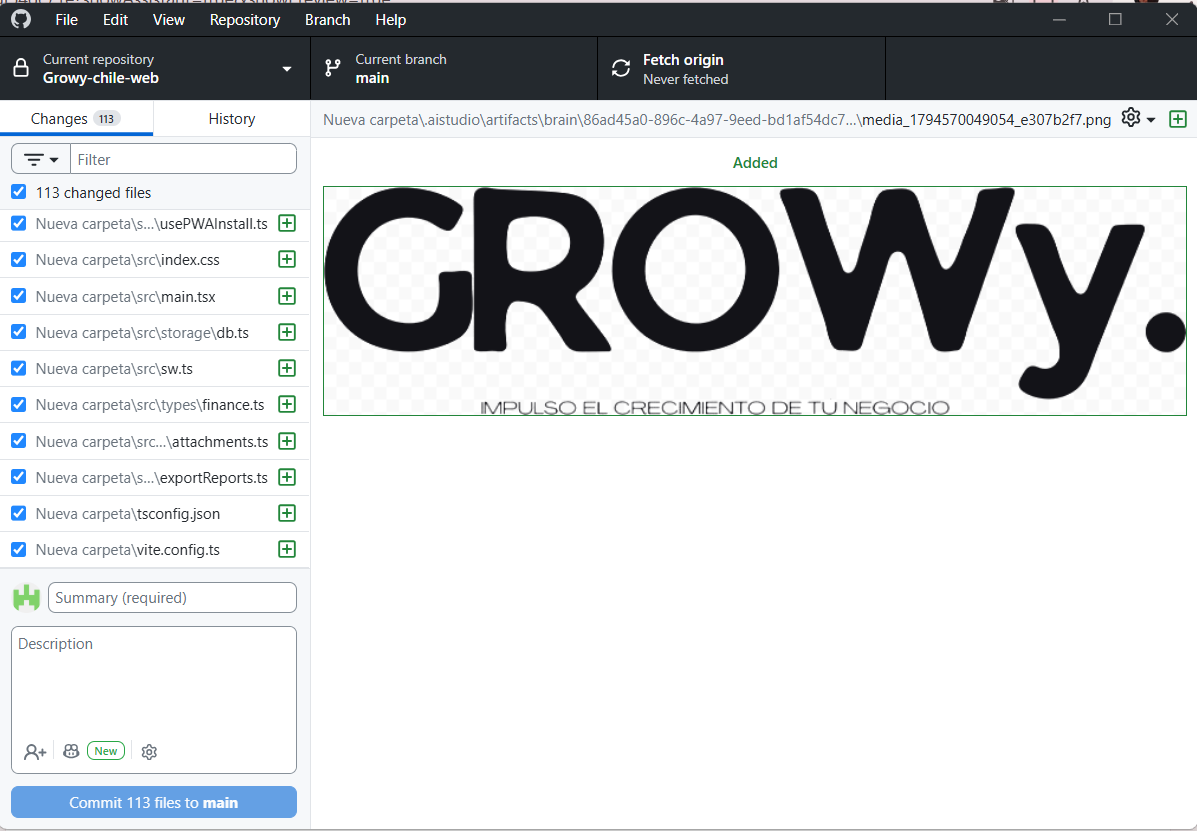 File Edit View Repository Branch Help
Current repository
Growy-chile-web
Current branch
main
Fetch origin
Never fetched
Changes 113
History
Nueva carpeta\.aistudio\artifacts\brain\86ad45a0-896c-4a97-9eed-bd1af54dc7...\media_1794570049054_e307b2f7.png
Filter
113 changed files
Nueva carpeta\s...\usePWAInstall.ts
Nueva carpeta\src\index.css
Nueva carpeta\src\main.tsx
Nueva carpeta\src\storage\db.ts
Nueva carpeta\src\sw.ts
Nueva carpeta\src\types\finance.ts
Nueva carpeta\src...\attachments.ts
Nueva carpeta\s...\exportReports.ts
Nueva carpeta\tsconfig.json
Nueva carpeta\vite.config.ts
Summary (required)
Description
New
Commit 113 files to main
Added
GROWy.
IMPULSO EL CRECIMIENTO DE TU NEGOCIO